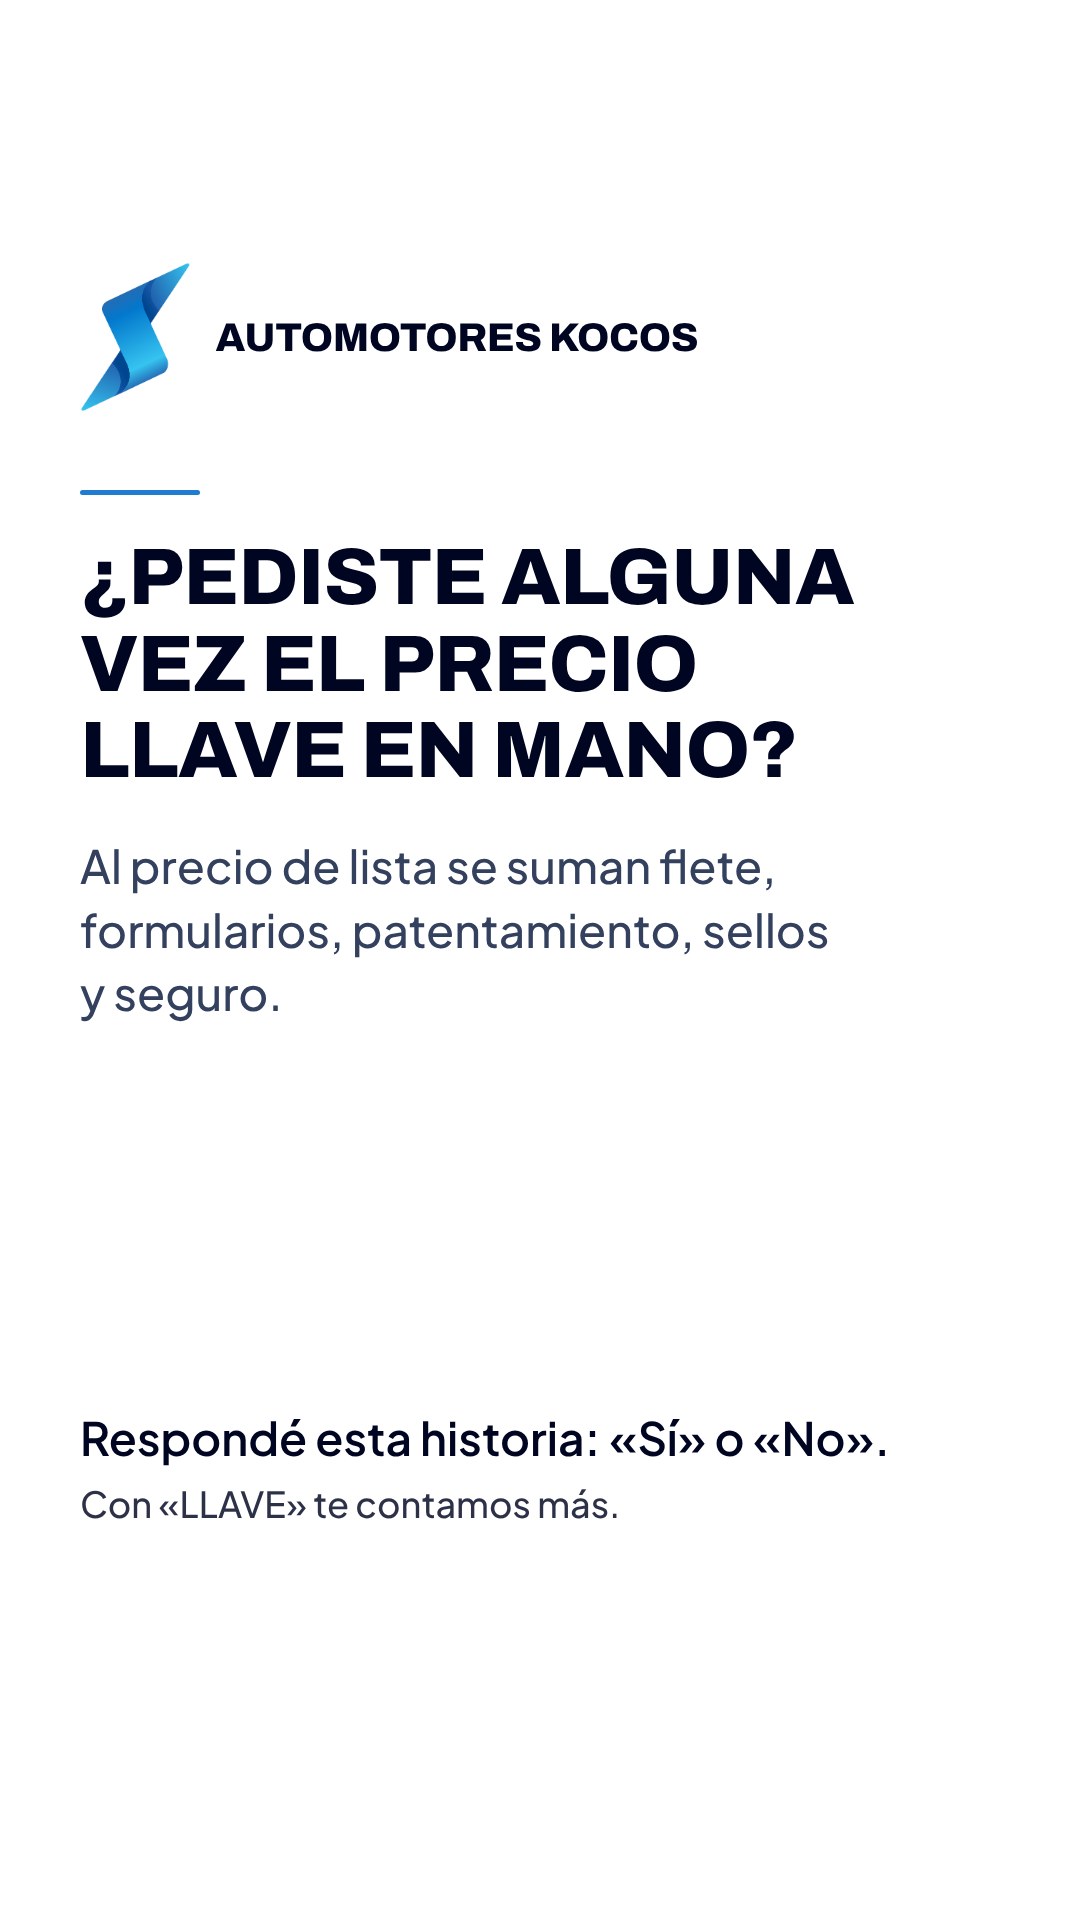 AUTOMOTORES KOCOS
¿PEDISTE ALGUNA
VEZ EL PRECIO
LLAVE EN MANO?
Al precio de lista se suman flete,
formularios, patentamiento, sellos
y seguro.
Respondé esta historia: «Sí» o «No».
Con «LLAVE» te contamos más.